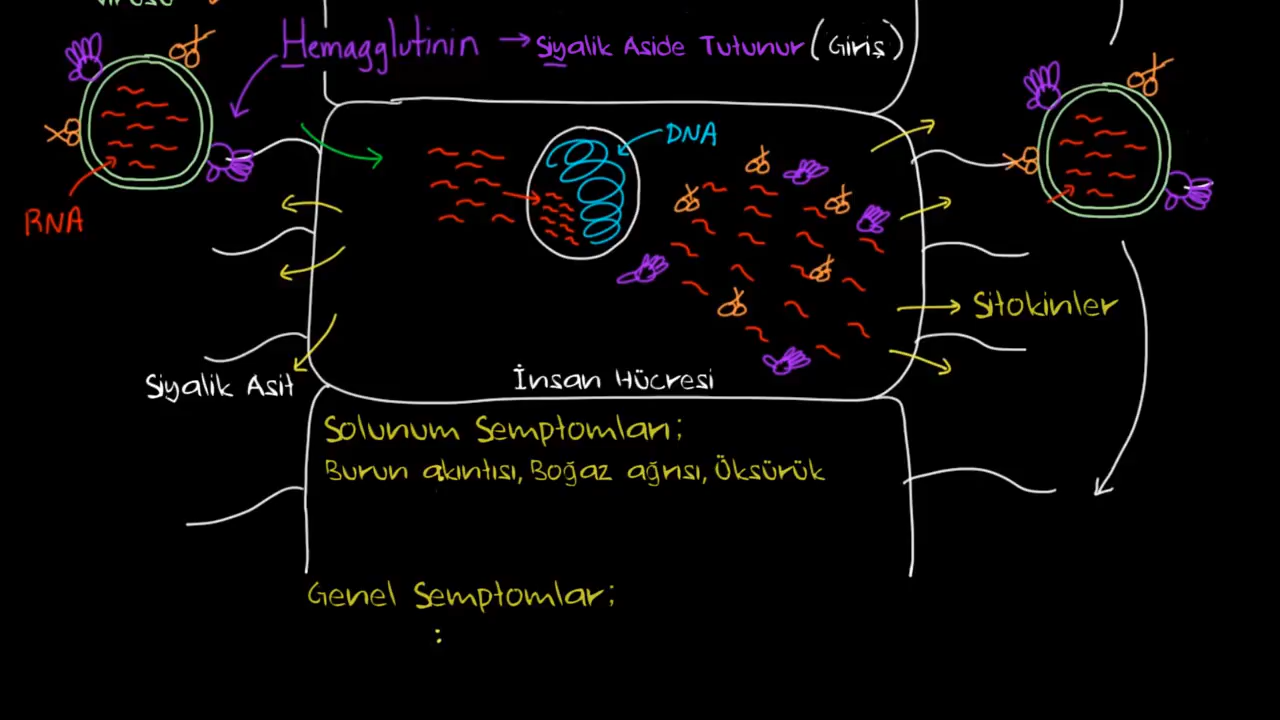 Hemagglutinin → Siyalik Aside Tutunur (Giriş)
DNA
RNA
Sitokinler
İnsan Hücresi
Siyalik Asit
Solunum Semptomları;
Burun akıntısı, Boğaz ağrısı, Üksürük
Genel Semptomlar;